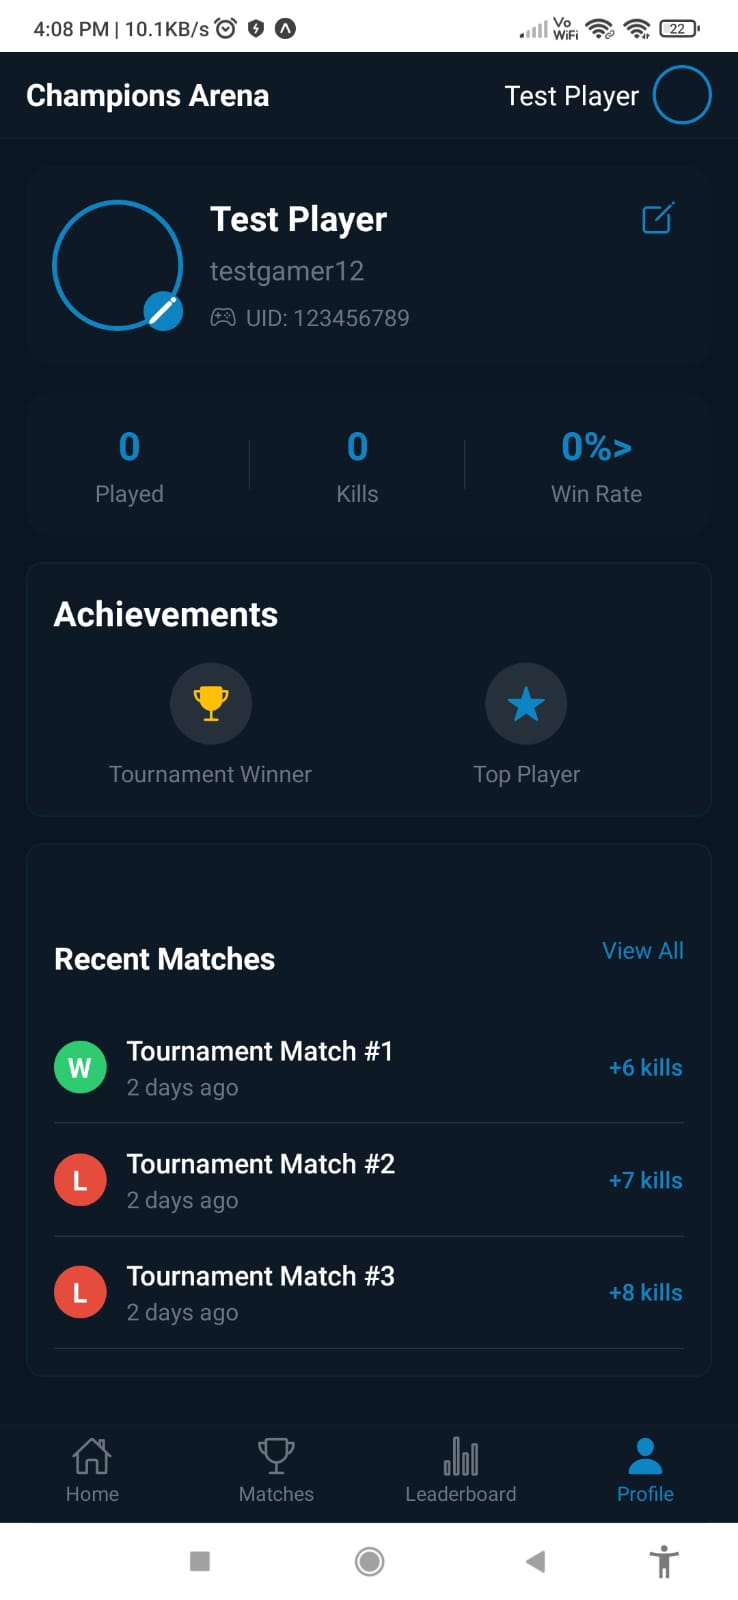 4:08 PM | 10.1KB/s
Vo
WiFi
22
Champions Arena
Test Player
Test Player
testgamer12
UID: 123456789
0
0
0%>
Played
Kills
Win Rate
Achievements
Tournament Winner
Top Player
Recent Matches
View All
W
Tournament Match #1
2 days ago
+6 kills
L
Tournament Match #2
2 days ago
+7 kills
L
Tournament Match #3
2 days ago
+8 kills
Home
Matches
Leaderboard
Profile